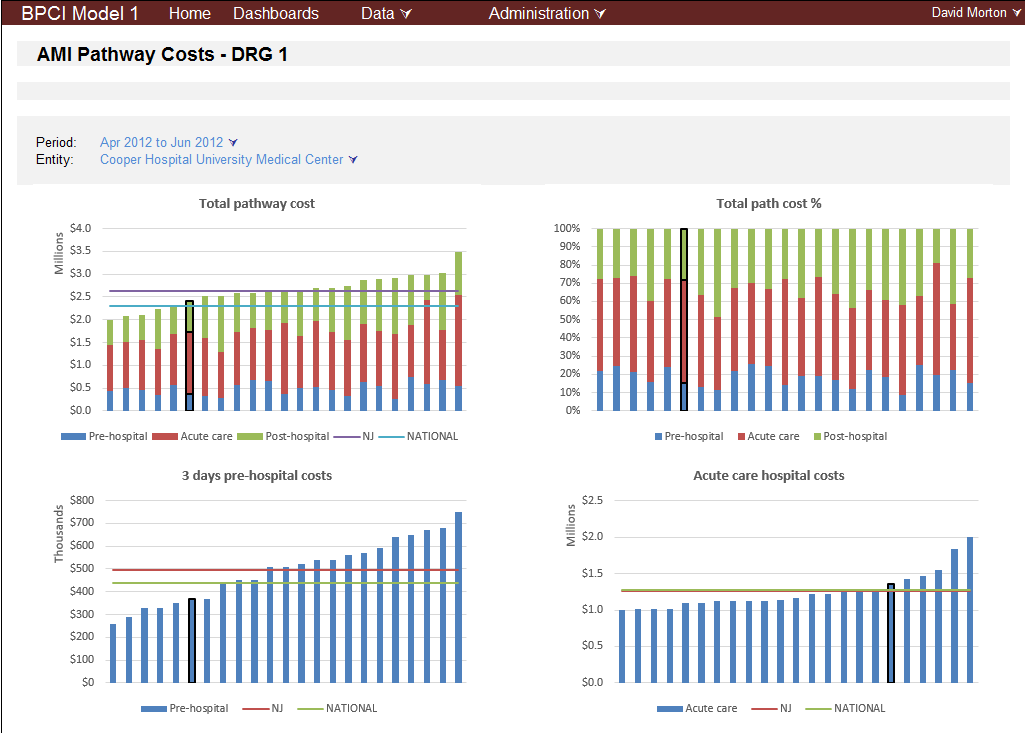 BPCI Model 1 Home Dashboards Data Administration David Morton
AMI Pathway Costs - DRG 1
Period: Apr 2012 to Jun 2012
Entity: Cooper Hospital University Medical Center
Total pathway cost
Millions
$4.0
$3.5
$3.0
$2.5
$2.0
$1.5
$1.0
$0.5
$0.0
Pre-hospital Acute care Post-hospital NJ NATIONAL
Total path cost %
100%
90%
80%
70%
60%
50%
40%
30%
20%
10%
0%
Pre-hospital Acute care Post-hospital
3 days pre-hospital costs
Thousands
$800
$700
$600
$500
$400
$300
$200
$100
$0
Pre-hospital NJ NATIONAL
Acute care hospital costs
Millions
$2.5
$2.0
$1.5
$1.0
$0.5
$0.0
Acute care NJ NATIONAL